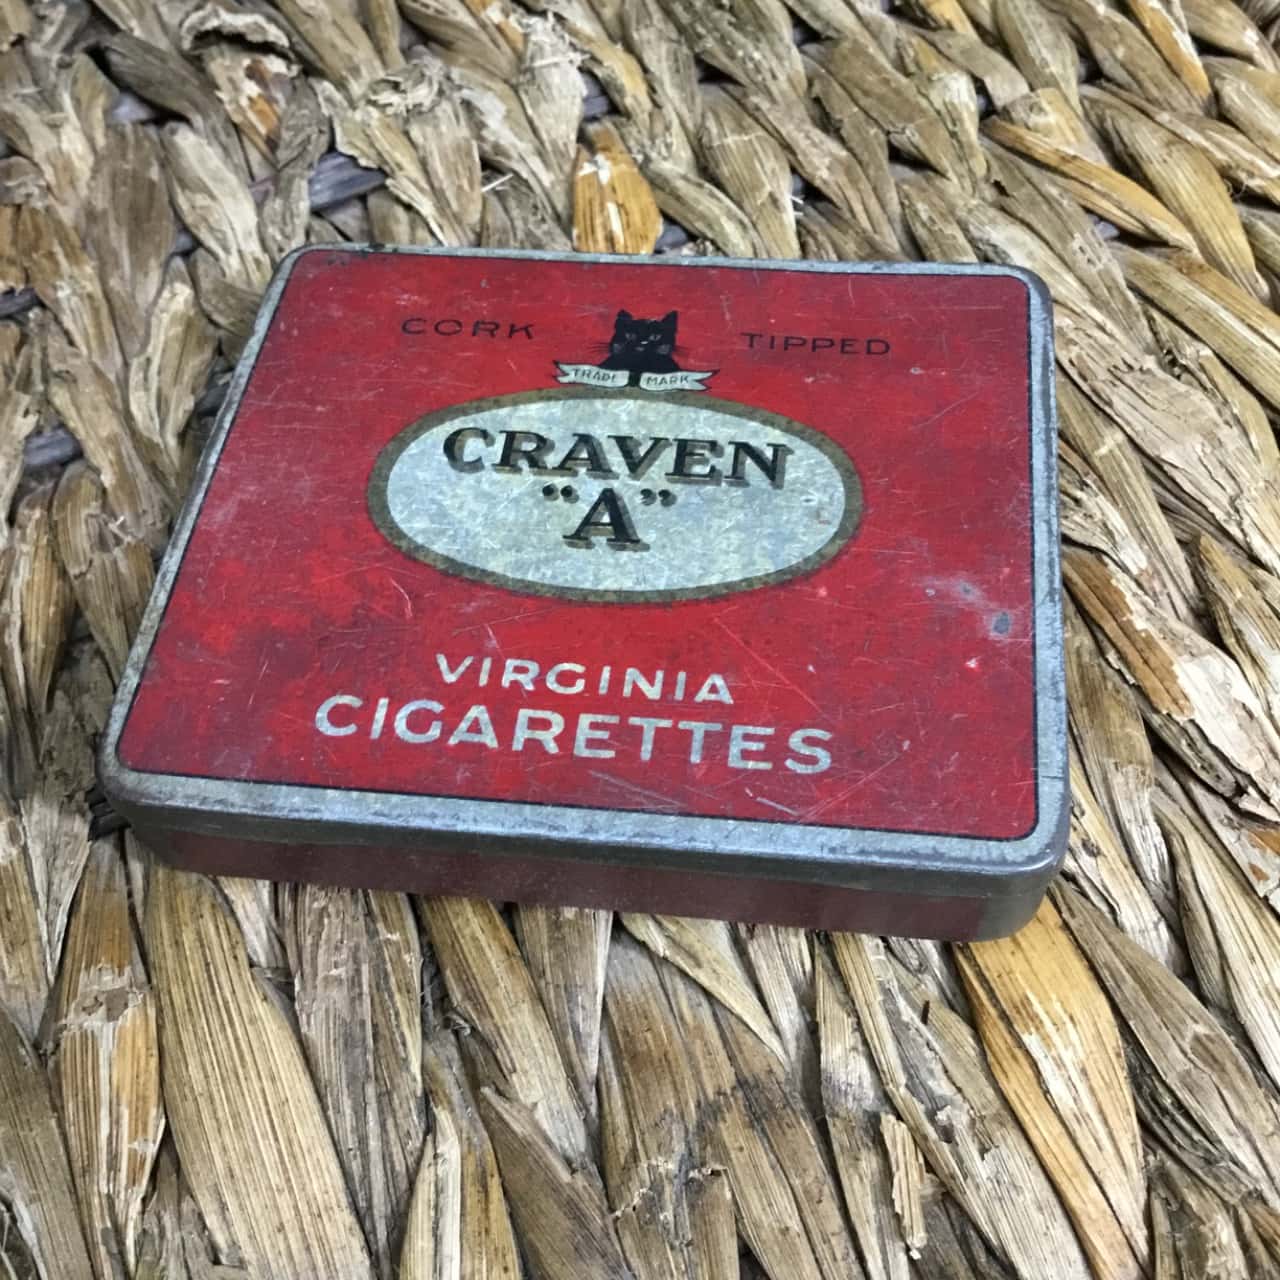 CORK TIPPED
TRADE MARK
CRAVEN
“A”
VIRGINIA
CIGARETTES